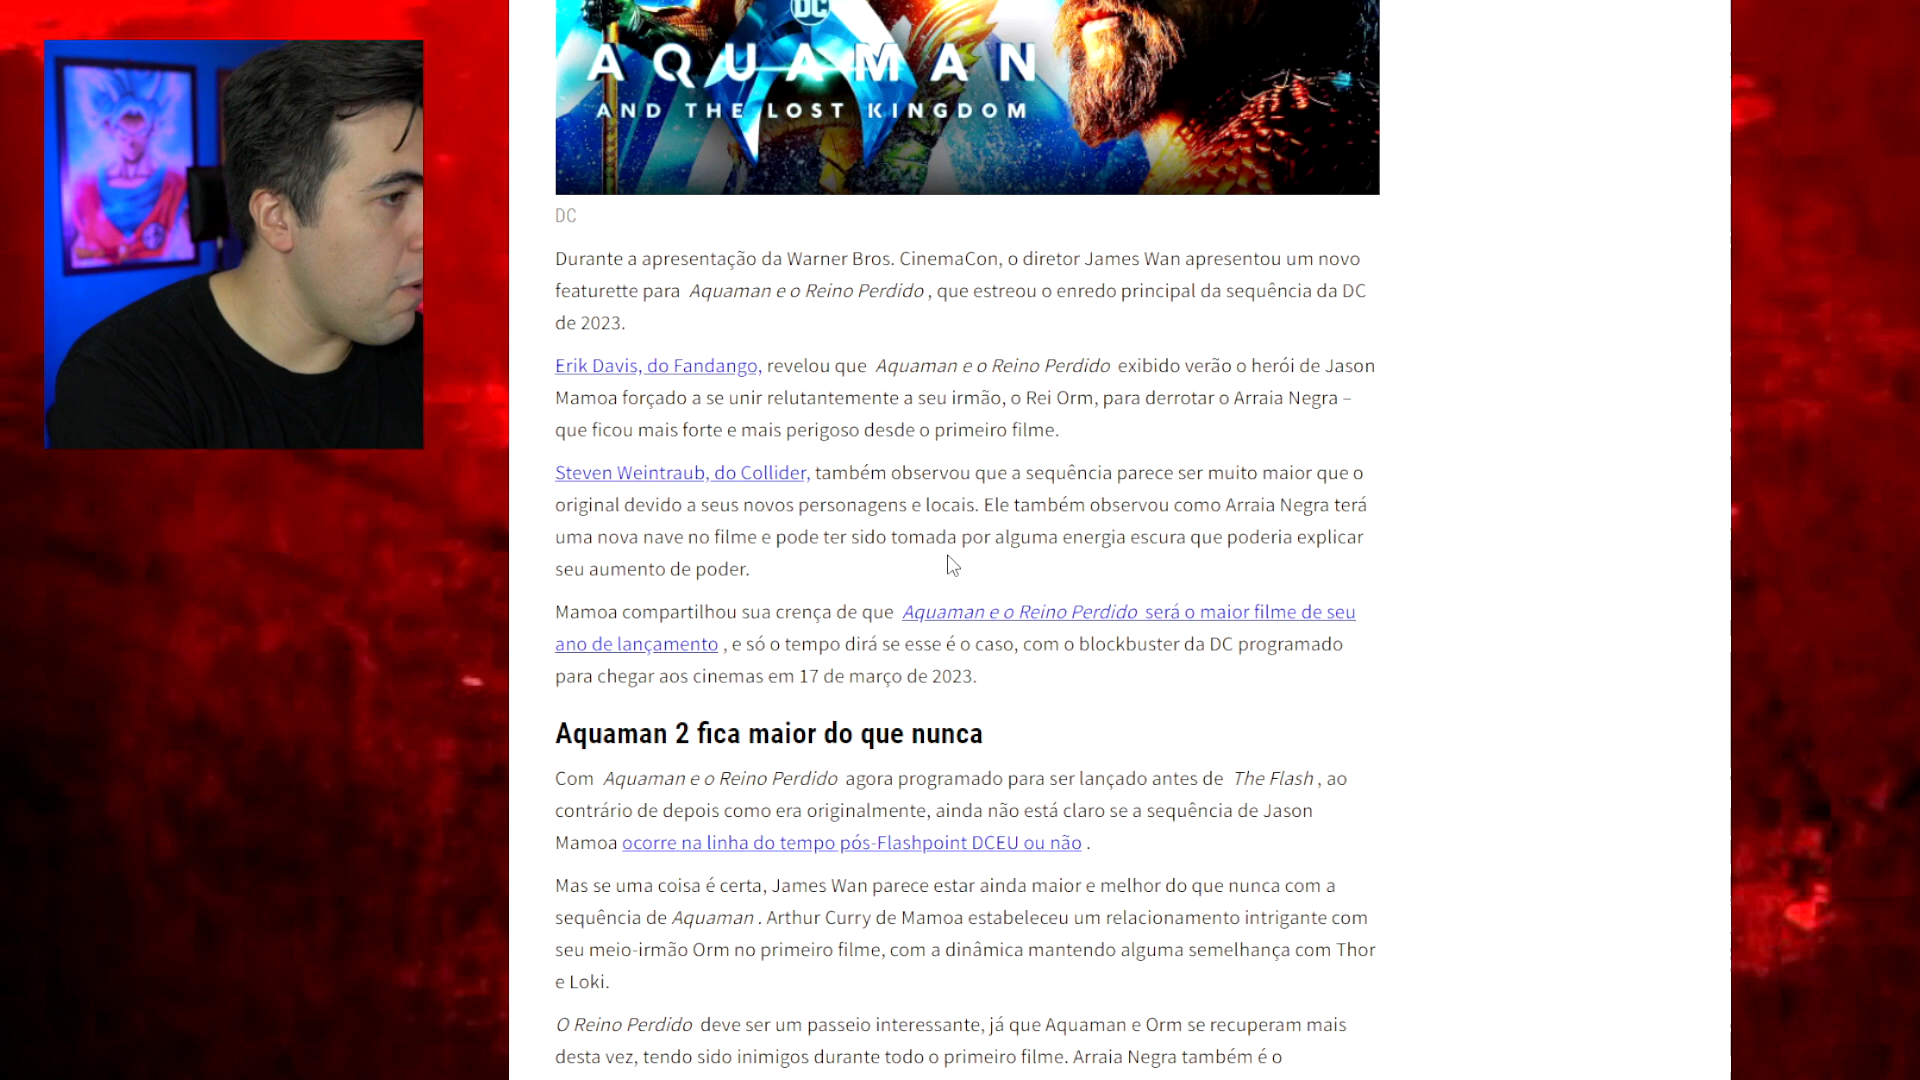 DC
AQUAMAN
AND THE LOST KINGDOM
DC
Durante a apresentação da Warner Bros. CinemaCon, o diretor James Wan apresentou um novo
featurette para Aquaman e o Reino Perdido , que estreou o enredo principal da sequência da DC
de 2023.
Erik Davis, do Fandango, revelou que Aquaman e o Reino Perdido exibido verão o herói de Jason
Mamoa forçado a se unir relutantemente a seu irmão, o Rei Orm, para derrotar o Arraia Negra –
que ficou mais forte e mais perigoso desde o primeiro filme.
Steven Weintraub, do Collider, também observou que a sequência parece ser muito maior que o
original devido a seus novos personagens e locais. Ele também observou como Arraia Negra terá
uma nova nave no filme e pode ter sido tomada por alguma energia escura que poderia explicar
seu aumento de poder.
Mamoa compartilhou sua crença de que Aquaman e o Reino Perdido será o maior filme de seu
ano de lançamento , e só o tempo dirá se esse é o caso, com o blockbuster da DC programado
para chegar aos cinemas em 17 de março de 2023.
Aquaman 2 fica maior do que nunca
Com Aquaman e o Reino Perdido agora programado para ser lançado antes de The Flash , ao
contrário de depois como era originalmente, ainda não está claro se a sequência de Jason
Mamoa ocorre na linha do tempo pós-Flashpoint DCEU ou não .
Mas se uma coisa é certa, James Wan parece estar ainda maior e melhor do que nunca com a
sequência de Aquaman . Arthur Curry de Mamoa estabeleceu um relacionamento intrigante com
seu meio-irmão Orm no primeiro filme, com a dinâmica mantendo alguma semelhança com Thor
e Loki.
O Reino Perdido deve ser um passeio interessante, já que Aquaman e Orm se recuperam mais
desta vez, tendo sido inimigos durante todo o primeiro filme. Arraia Negra também é o